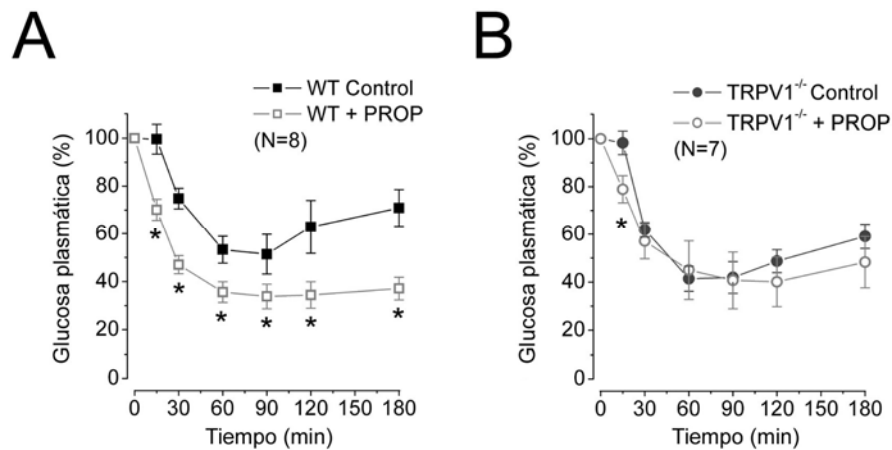 A
WT Control
WT + PROP
(N=8)
Glucosa plasmática (%)
100
80
60
40
20
0
*
*
*
*
*
*
0 30 60 90 120 150 180
Tiempo (min)
B
TRPV1-/- Control
TRPV1-/- + PROP
(N=7)
Glucosa plasmática (%)
100
80
60
40
20
0
*
0 30 60 90 120 150 180
Tiempo (min)